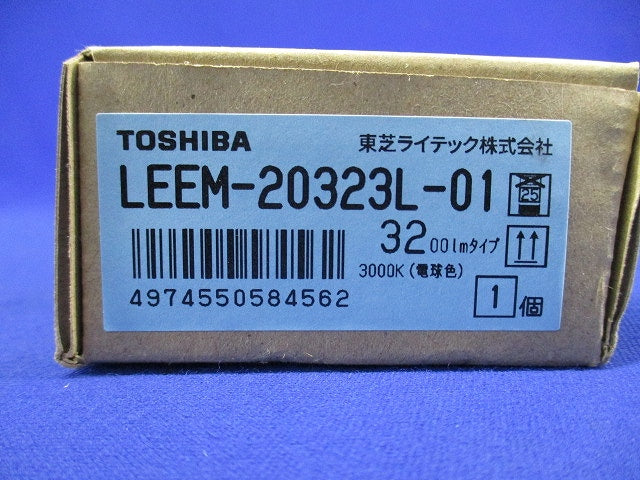 TOSHIBA 東芝ライテック株式会社
LEEM-20323L-01
25
3200lmタイプ
3000K(電球色)
4974550584562
1個